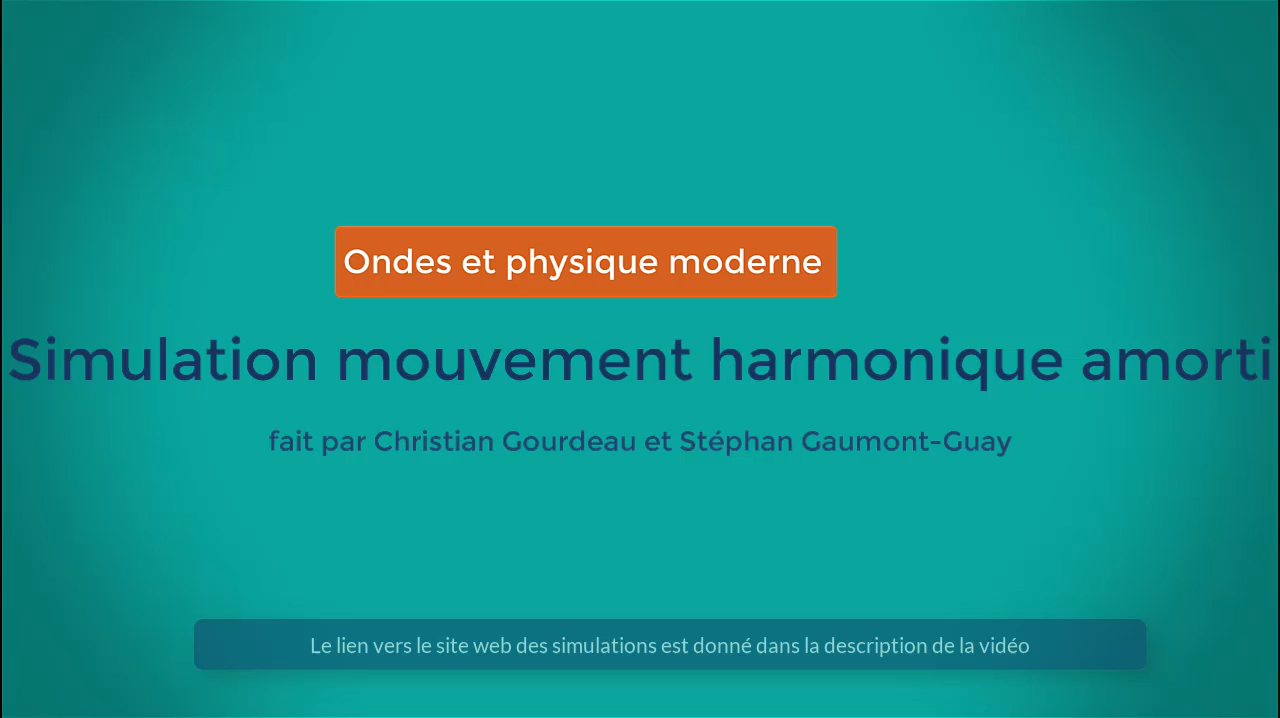 Ondes et physique moderne
Simulation mouvement harmonique amorti
fait par Christian Gourdeau et Stéphan Gaumont-Guay
Le lien vers le site web des simulations est donné dans la description de la vidéo